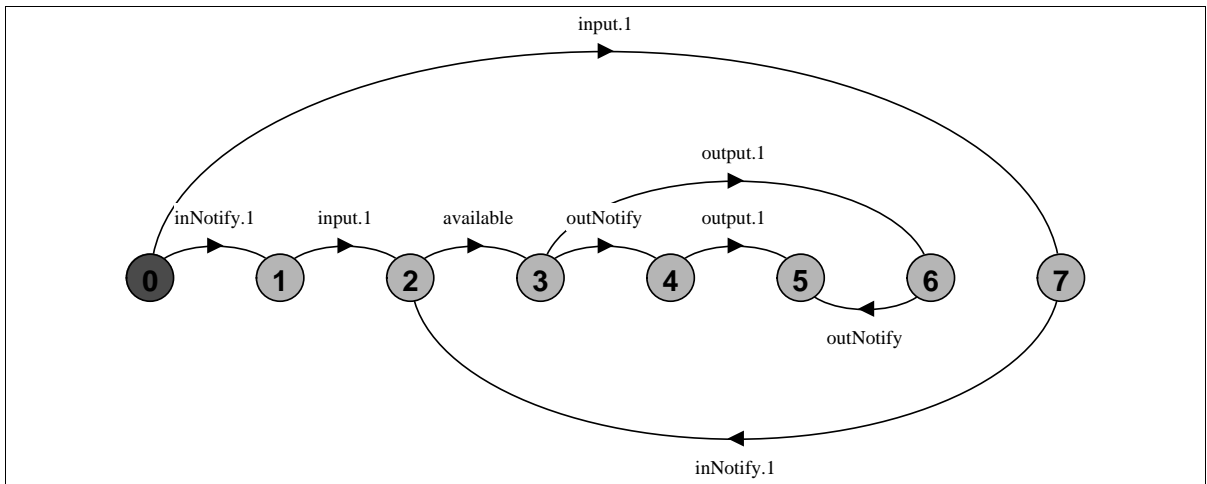 input.1
output.1
inNotify.1
input.1
available
outNotify
output.1
0
1
2
3
4
5
6
7
outNotify
inNotify.1